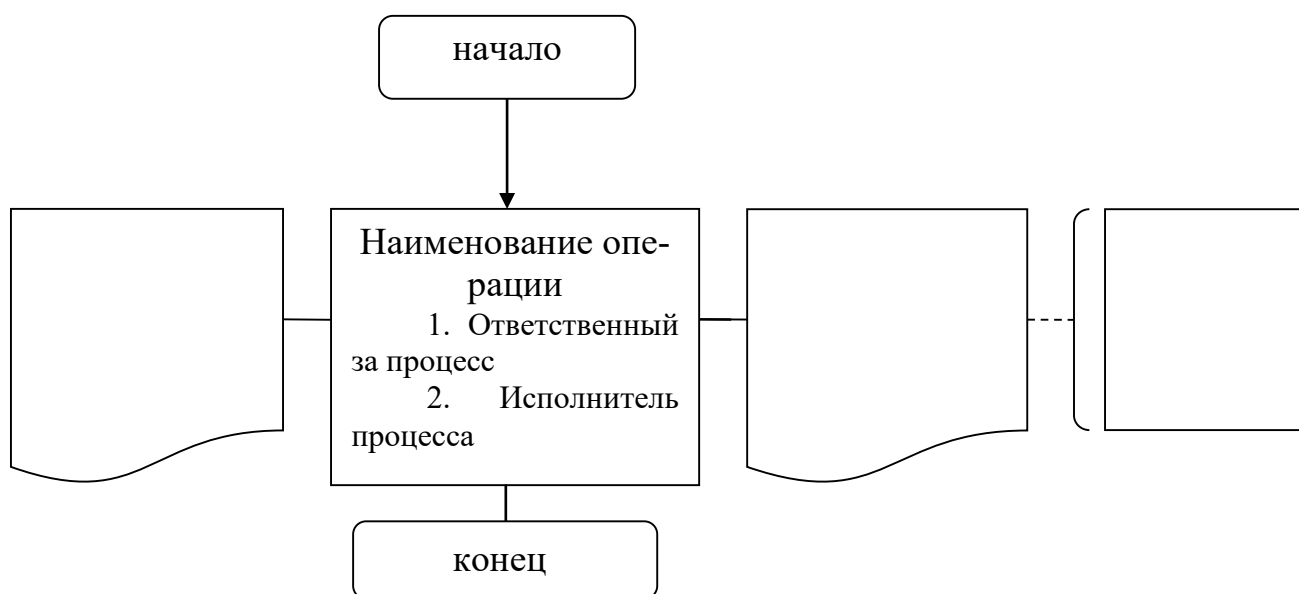 начало
Наименование опе-
рации
1. Ответственный
за процесс
2. Исполнитель
процесса
конец